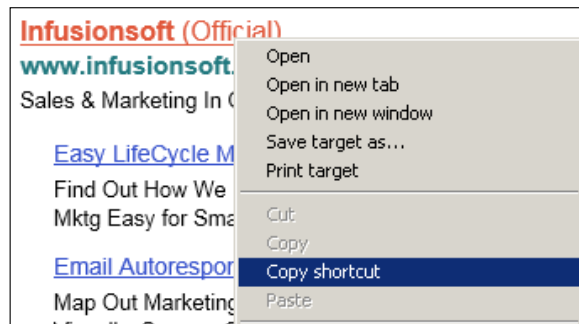 Infusionsoft (Official)
www.infusionsoft.
Sales & Marketing In
Easy LifeCycle M
Find Out How We
Mktg Easy for Sma
Email Autorespor
Map Out Marketing
Open
Open in new tab
Open in new window
Save target as...
Print target
Cut
Copy
Copy shortcut
Paste